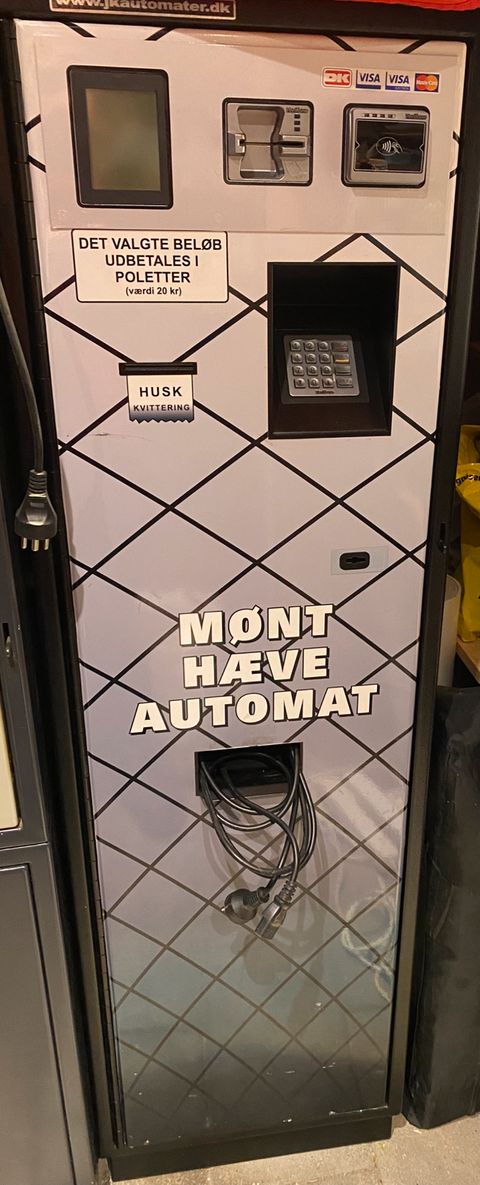 www.jkautomater.dk
DK VISA VISA MasterCard
DET VALGTE BELØB
UDBETALES I
POLETTER
(værdi 20 kr)
HUSK
KVITTERING
MØNT
HÆVE
AUTOMAT